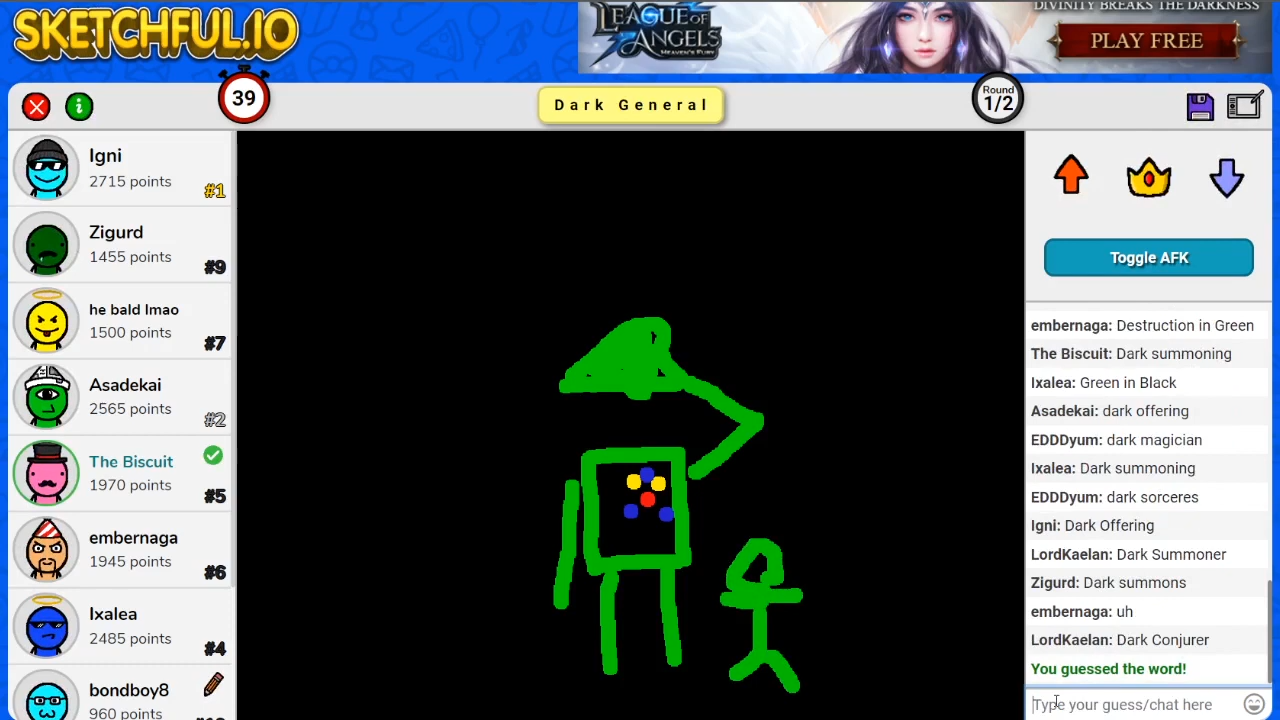 SKETCHFUL.IO
LEAGUE OF
ANGELS
HEAVEN'S FURY
DIVINITY BREAKS THE DARKNESS
PLAY FREE
39
Dark General
Round
1/2
Igni
2715 points
#1
Zigurd
1455 points
#9
he bald lmao
1500 points
#7
Asadekai
2565 points
#2
The Biscuit
1970 points
#5
embernaga
1945 points
#6
Ixalea
2485 points
#4
bondboy8
960 points
Toggle AFK
embernaga: Destruction in Green
The Biscuit: Dark summoning
Ixalea: Green in Black
Asadekai: dark offering
EDDDyum: dark magician
Ixalea: Dark summoning
EDDDyum: dark sorceres
Igni: Dark Offering
LordKaelan: Dark Summoner
Zigurd: Dark summons
embernaga: uh
LordKaelan: Dark Conjurer
You guessed the word!
Type your guess/chat here